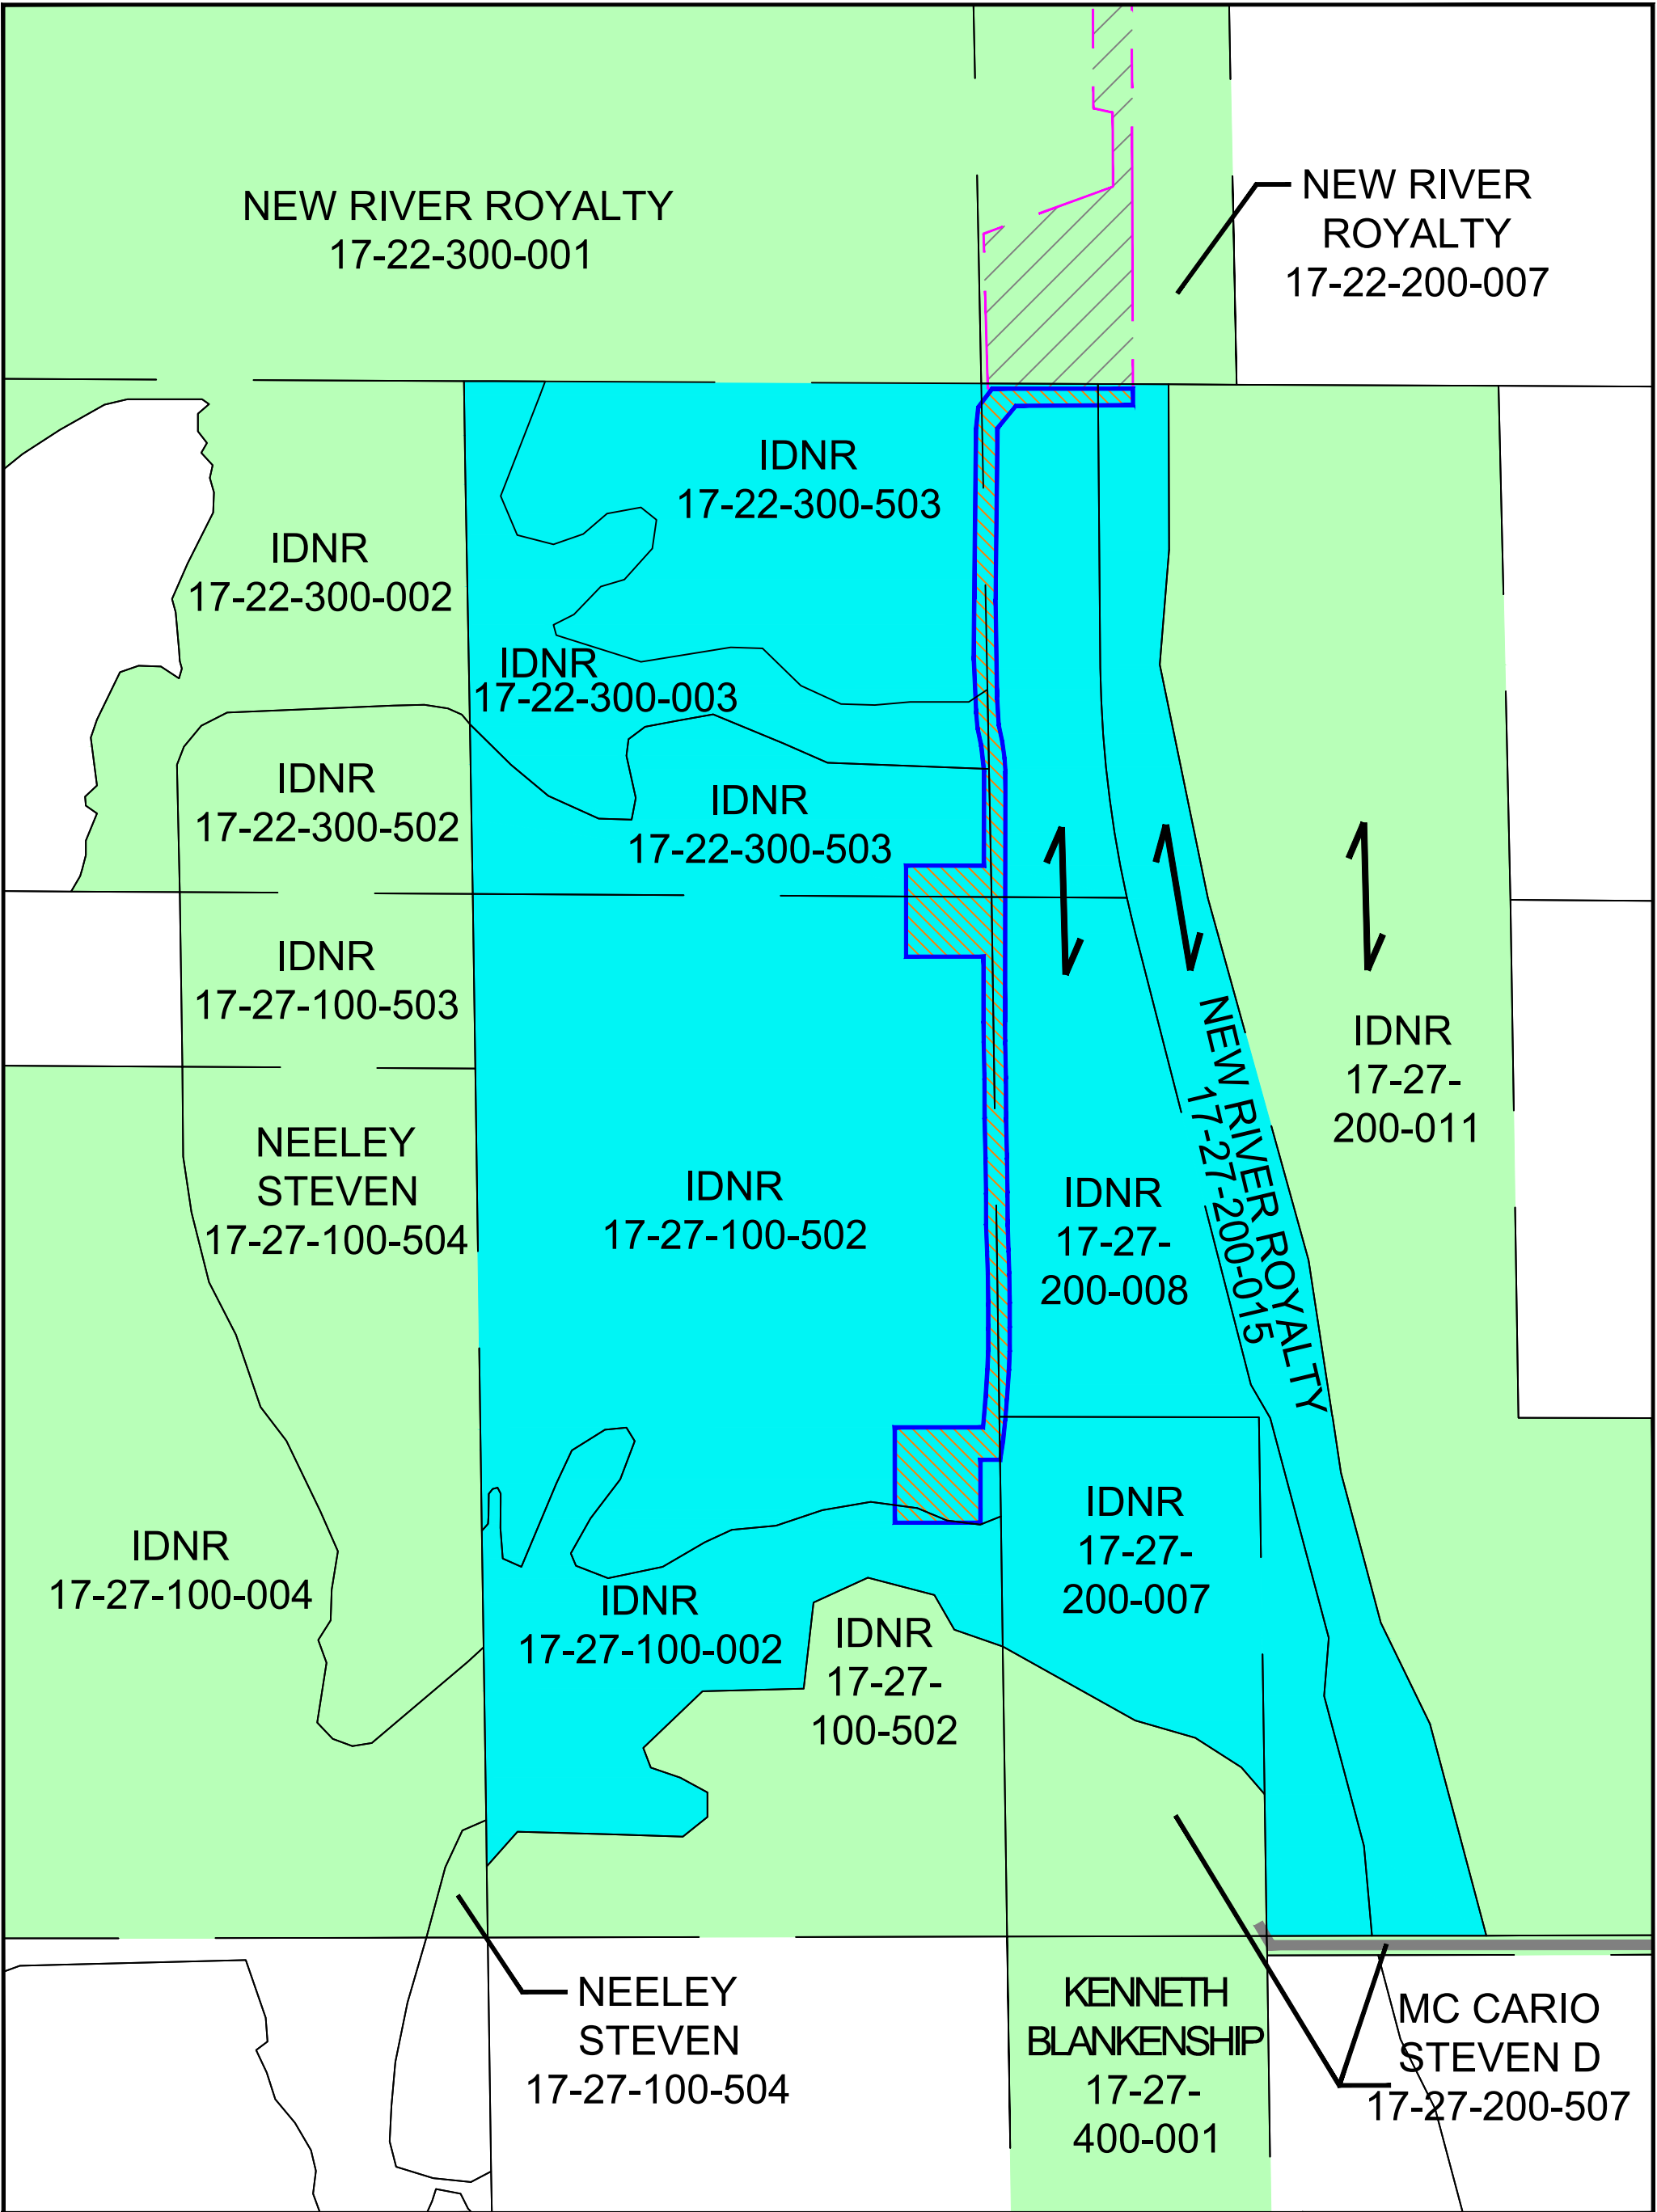 NEW RIVER ROYALTY
17-22-300-001
NEW RIVER
ROYALTY
17-22-200-007
IDNR
17-22-300-503
IDNR
17-22-300-002
IDNR
17-22-300-003
IDNR
17-22-300-502
IDNR
17-22-300-503
IDNR
17-27-100-503
NEW RIVER ROYALTY
17-27-200-015
IDNR
17-27-
200-011
NEELEY
STEVEN
17-27-100-504
IDNR
17-27-100-502
IDNR
17-27-
200-008
IDNR
17-27-
200-007
IDNR
17-27-100-004
IDNR
17-27-100-002
IDNR
17-27-
100-502
NEELEY
STEVEN
17-27-100-504
KENNETH
BLANKENSHIP
17-27-
400-001
MC CARIO
STEVEN D
17-27-200-507